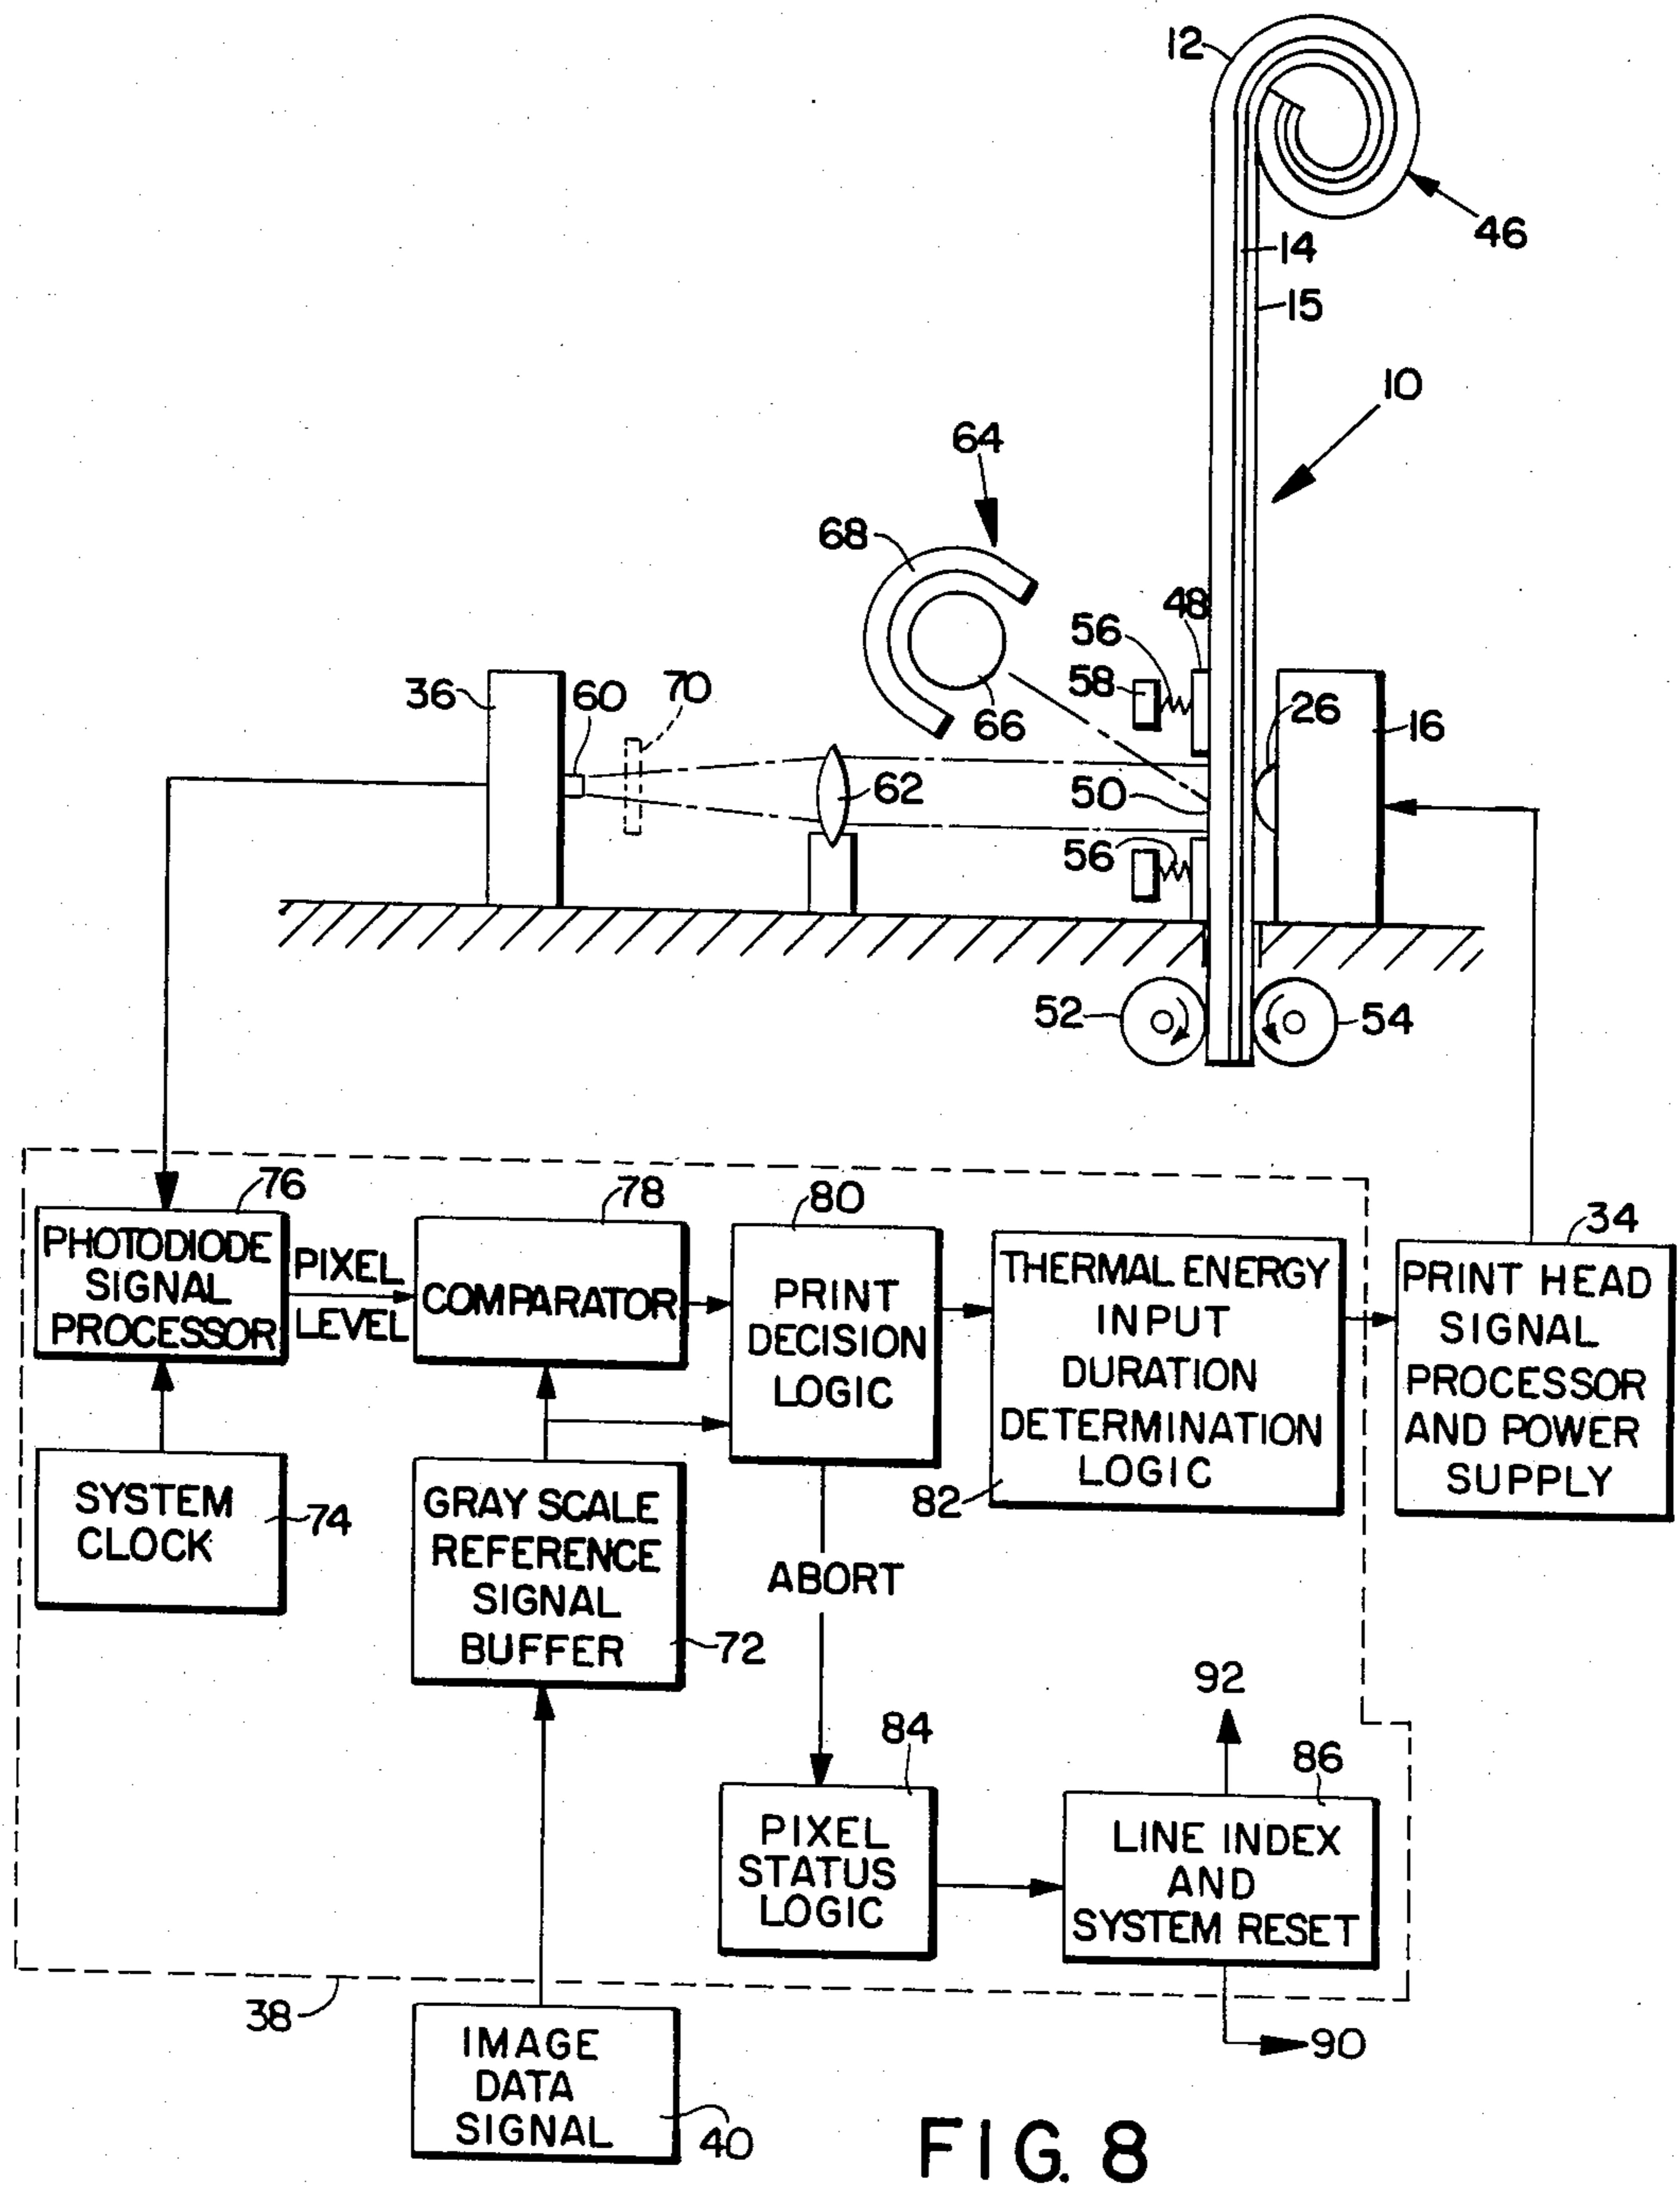 12
46
14
15
10
64
68
48
56
58
36
60
70
66
26
16
62
50
56
52
54
76
78
80
34
PHOTODIODE
SIGNAL
PROCESSOR
PIXEL
LEVEL
COMPARATOR
PRINT
DECISION
LOGIC
THERMAL ENERGY
INPUT
DURATION
DETERMINATION
LOGIC
82
PRINT HEAD
SIGNAL
PROCESSOR
AND POWER
SUPPLY
SYSTEM
CLOCK
74
GRAY SCALE
REFERENCE
SIGNAL
BUFFER
72
ABORT
92
84
86
PIXEL
STATUS
LOGIC
LINE INDEX
AND
SYSTEM RESET
38
90
IMAGE
DATA
SIGNAL
40
FIG. 8